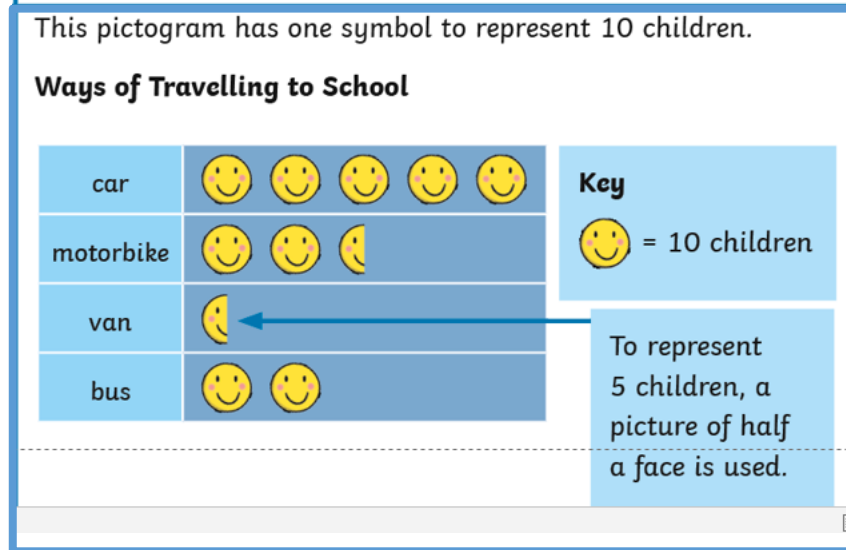 This pictogram has one symbol to represent 10 children.
Ways of Travelling to School
car
motorbike
van
bus
Key
= 10 children
To represent
5 children, a
picture of half
a face is used.